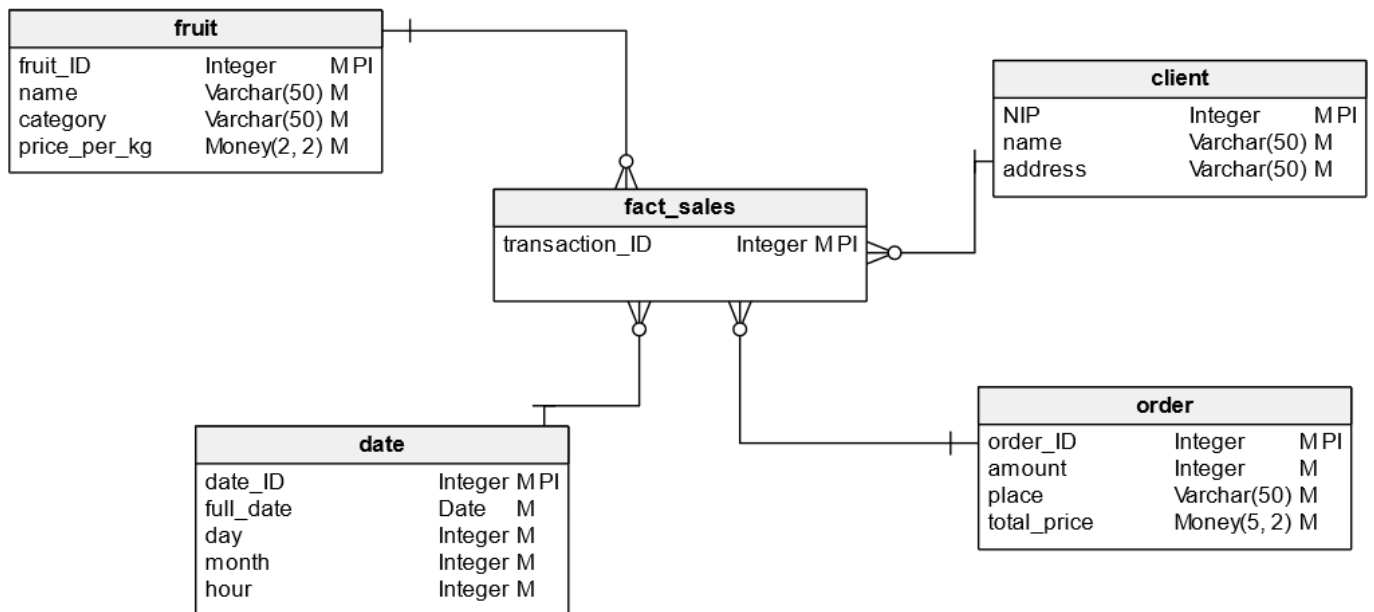 fruit
fruit_ID Integer M PI
name Varchar(50) M
category Varchar(50) M
price_per_kg Money(2, 2) M
client
NIP Integer M PI
name Varchar(50) M
address Varchar(50) M
fact_sales
transaction_ID Integer M PI
order
order_ID Integer M PI
amount Integer M
place Varchar(50) M
total_price Money(5, 2) M
date
date_ID Integer M PI
full_date Date M
day Integer M
month Integer M
hour Integer M